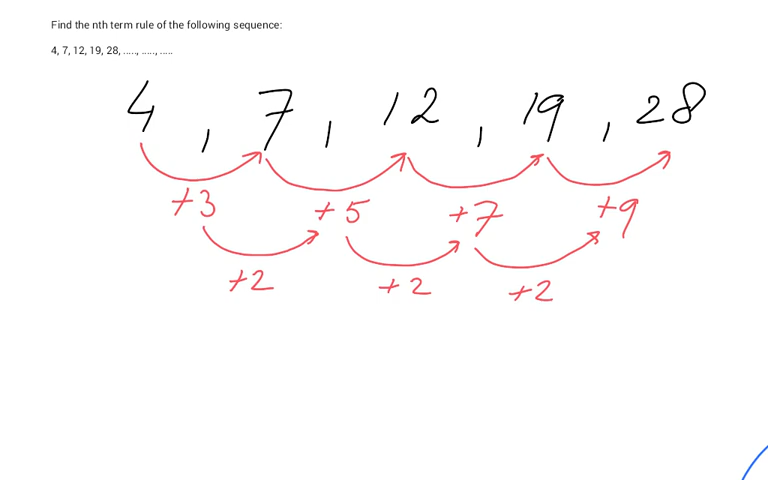 Find the nth term rule of the following sequence:
4, 7, 12, 19, 28, ....., ....., .....
4 , 7 , 12 , 19 , 28
+3 +5 +7 +9
+2 +2 +2